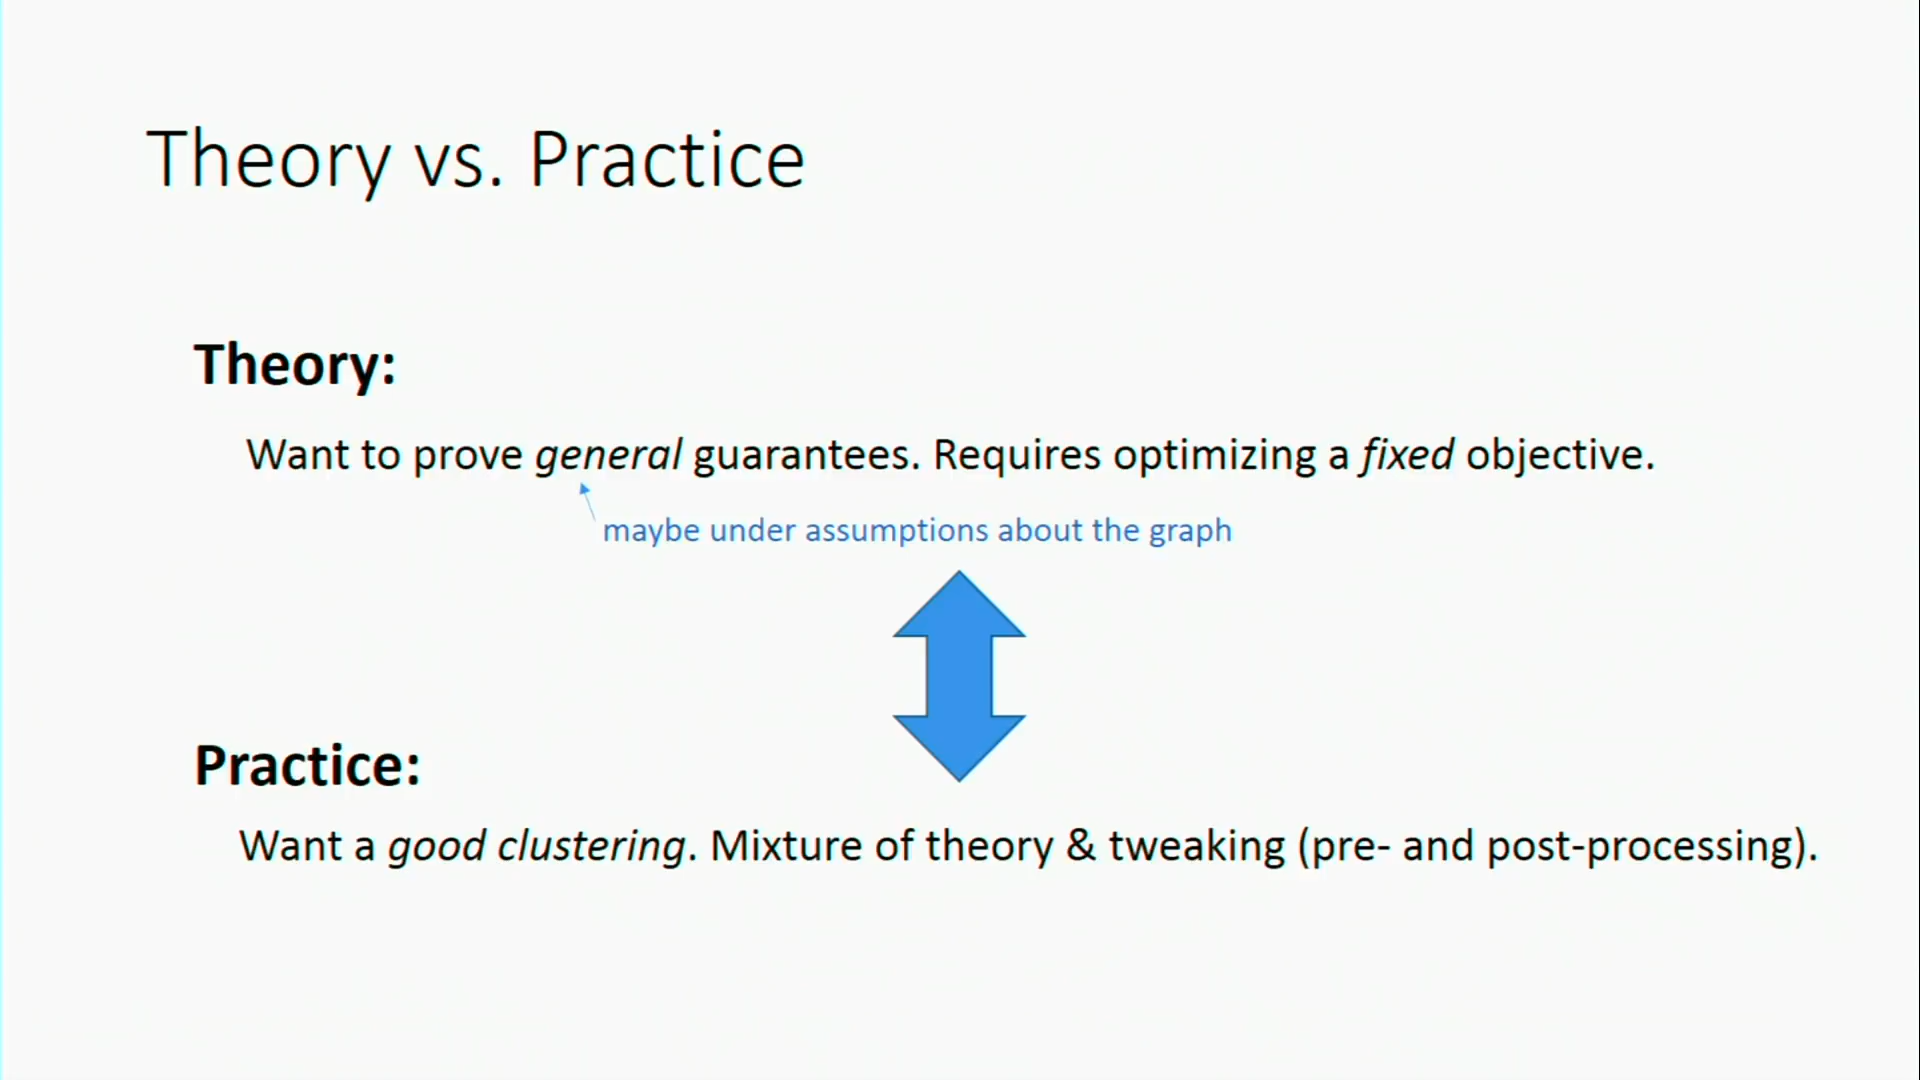 Theory vs. Practice
Theory:
Want to prove general guarantees. Requires optimizing a fixed objective.
maybe under assumptions about the graph
Practice:
Want a good clustering. Mixture of theory & tweaking (pre- and post-processing).